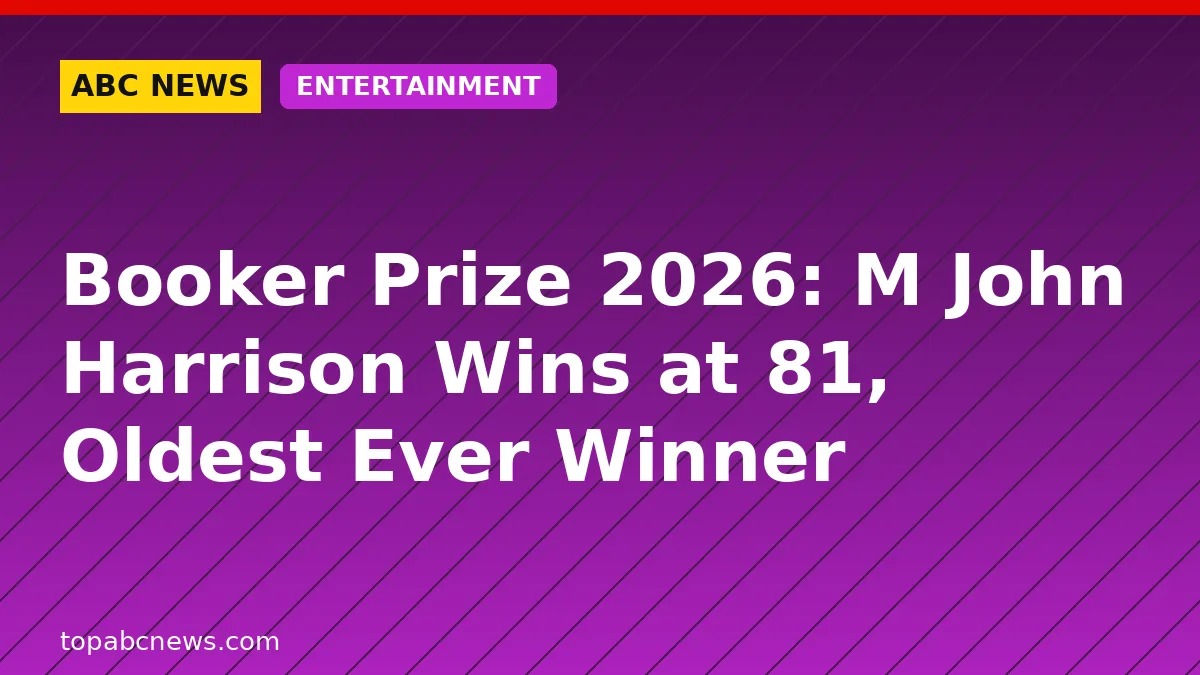 ABC NEWS ENTERTAINMENT
Booker Prize 2026: M John
Harrison Wins at 81,
Oldest Ever Winner
topabcnews.com